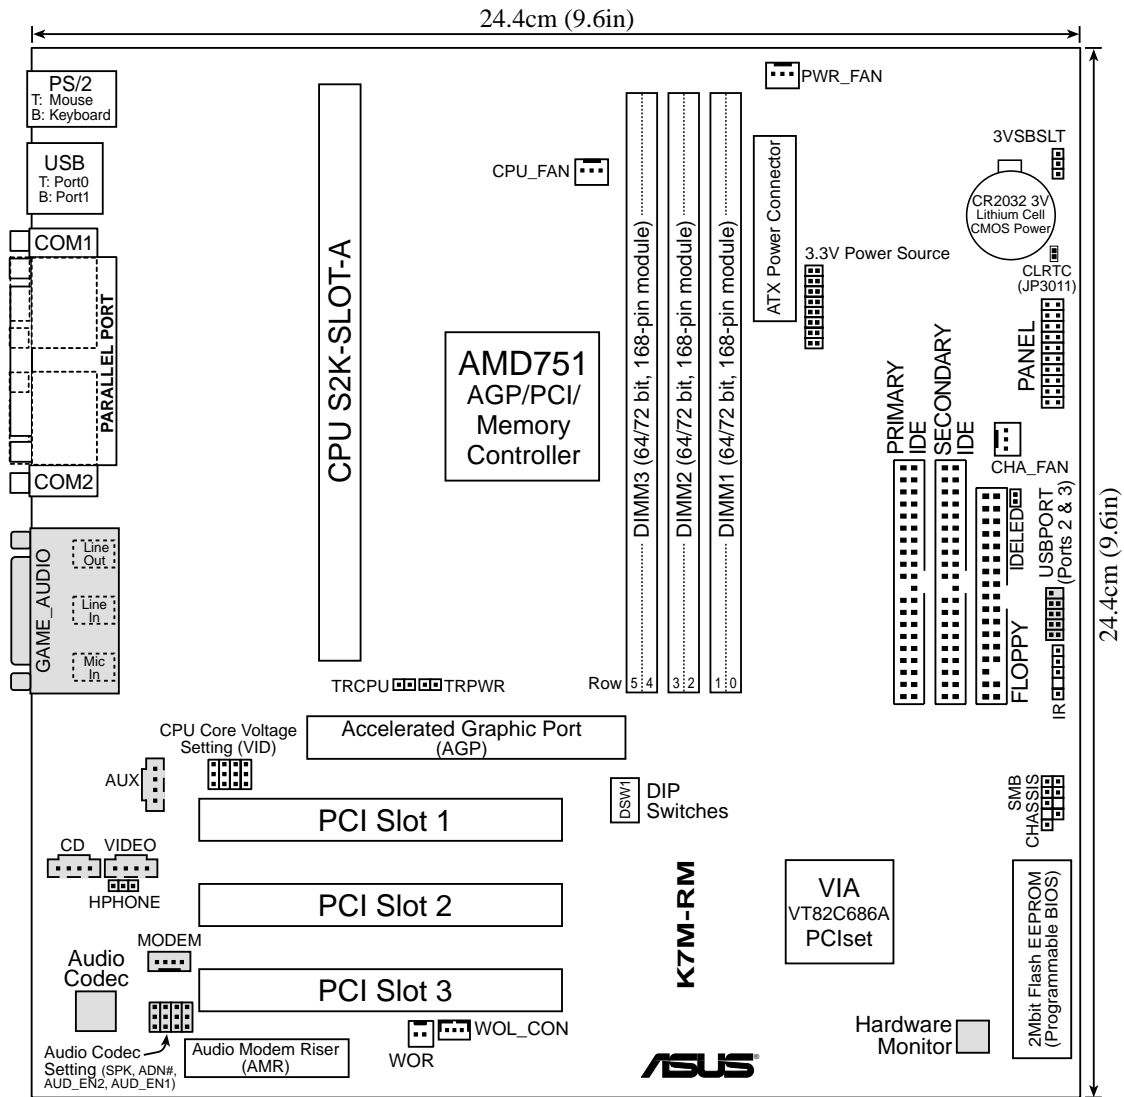 24.4cm (9.6in)
PS/2
T: Mouse
B: Keyboard
USB
T: Port0
B: Port1
COM1
PARALLEL PORT
COM2
GAME_AUDIO
Line
Out
Line
In
Mic
In
CPU S2K-SLOT-A
CPU_FAN
PWR_FAN
AMD751
AGP/PCI/
Memory
Controller
DIMM3 (64/72 bit, 168-pin module)
DIMM2 (64/72 bit, 168-pin module)
DIMM1 (64/72 bit, 168-pin module)
ATX Power Connector
3.3V Power Source
3VSBSLT
CR2032 3V
Lithium Cell
CMOS Power
CLRTC
(JP3011)
PANEL
PRIMARY
IDE
SECONDARY
IDE
CHA_FAN
IDELED
USBPORT
(Ports 2 & 3)
24.4cm (9.6in)
FLOPPY
IR
TRCPU
TRPWR
Row
5 4
3 2
1 0
CPU Core Voltage
Setting (VID)
Accelerated Graphic Port
(AGP)
AUX
PCI Slot 1
DSW1
DIP
Switches
SMB
CHASSIS
CD
VIDEO
HPHONE
PCI Slot 2
K7M-RM
VIA
VT82C686A
PCIset
2Mbit Flash EEPROM
(Programmable BIOS)
MODEM
Audio
Codec
PCI Slot 3
WOR
WOL_CON
Hardware
Monitor
Audio Codec
Setting (SPK, ADN#,
AUD_EN2, AUD_EN1)
Audio Modem Riser
(AMR)
ASUS®